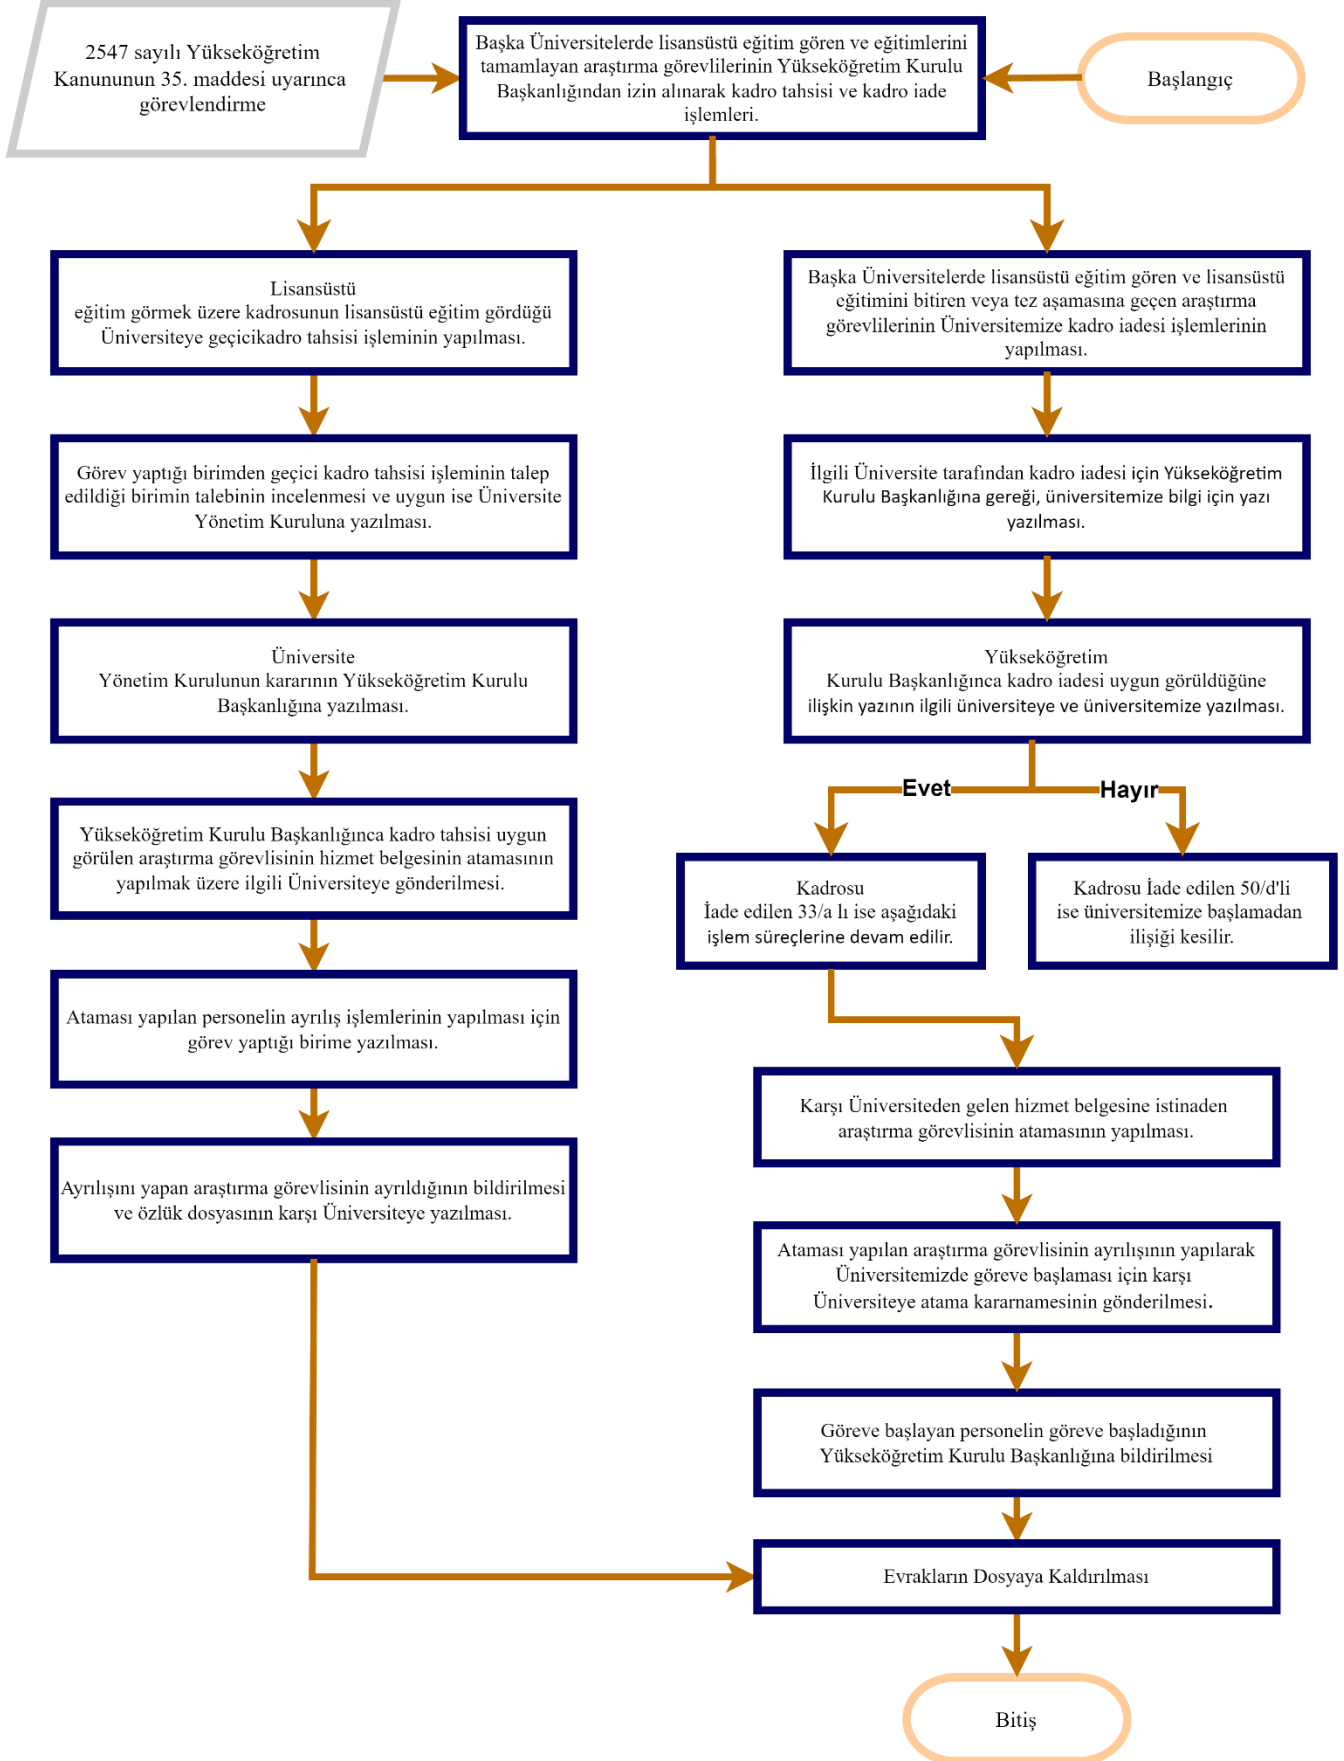 2547 sayılı Yükseköğretim
Kanununun 35. maddesi uyarınca
görevlendirme
Başka Üniversitelerde lisansüstü eğitim gören ve eğitimlerini
tamamlayan araştırma görevlilerinin Yükseköğretim Kurulu
Başkanlığından izin alınarak kadro tahsisi ve kadro iade
işlemleri.
Başlangıç
Lisansüstü
eğitim görmek üzere kadrosunun lisansüstü eğitim gördüğü
Üniversiteye geçicikadro tahsisi işleminin yapılması.
Başka Üniversitelerde lisansüstü eğitim gören ve lisansüstü
eğitimini bitiren veya tez aşamasına geçen araştırma
görevlilerinin Üniversitemize kadro iadesi işlemlerinin
yapılması.
Görev yaptığı birimden geçici kadro tahsisi işleminin talep
edildiği birimin talebinin incelenmesi ve uygun ise Üniversite
Yönetim Kuruluna yazılması.
İlgili Üniversite tarafından kadro iadesi için Yükseköğretim
Kurulu Başkanlığına gereği, üniversitemize bilgi için yazı
yazılması.
Üniversite
Yönetim Kurulunun kararının Yükseköğretim Kurulu
Başkanlığına yazılması.
Yükseköğretim
Kurulu Başkanlığınca kadro iadesi uygun görüldüğüne
ilişkin yazının ilgili üniversiteye ve üniversitemize yazılması.
Evet
Hayır
Yükseköğretim Kurulu Başkanlığınca kadro tahsisi uygun
görülen araştırma görevlisinin hizmet belgesinin atamasının
yapılmak üzere ilgili Üniversiteye gönderilmesi.
Kadrosu
İade edilen 33/a lı ise aşağıdaki
işlem süreçlerine devam edilir.
Kadrosu İade edilen 50/d'li
ise üniversitemize başlamadan
ilişiği kesilir.
Ataması yapılan personelin ayrılış işlemlerinin yapılması için
görev yaptığı birime yazılması.
Karşı Üniversiteden gelen hizmet belgesine istinaden
araştırma görevlisinin atamasının yapılması.
Ayrılışını yapan araştırma görevlisinin ayrıldığının bildirilmesi
ve özlük dosyasının karşı Üniversiteye yazılması.
Ataması yapılan araştırma görevlisinin ayrılışının yapılarak
Üniversitemizde göreve başlaması için karşı
Üniversiteye atama kararnamesinin gönderilmesi.
Göreve başlayan personelin göreve başladığının
Yükseköğretim Kurulu Başkanlığına bildirilmesi
Evrakların Dosyaya Kaldırılması
Bitiş